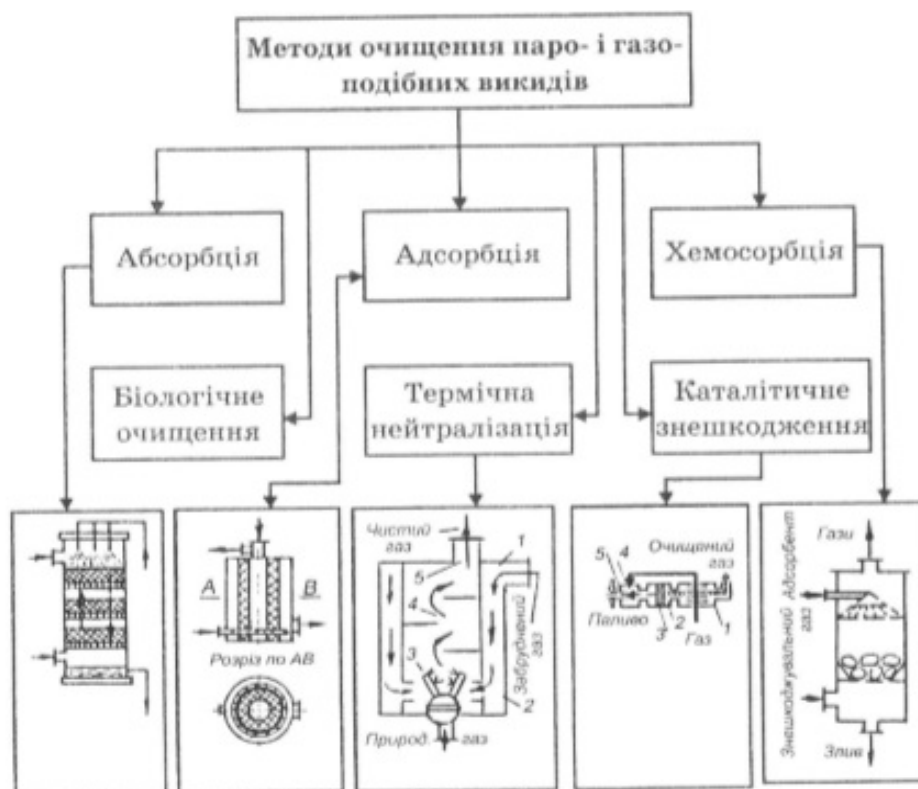 Методи очищення паро- і газо-
подібних викидів
Абсорбція
Адсорбція
Хемосорбція
Біологічне
очищення
Термічна
нейтралізація
Каталітичне
знешкодження
А
В
Розріз по АВ
Чистий
газ
1
5
4
3
2
Забруднений
газ
Природ. газ
5 4
Очищений
газ
Паливо
3
2
Газ
1
Гази
Адсорбент
Знешкоджувальний
газ
Злив